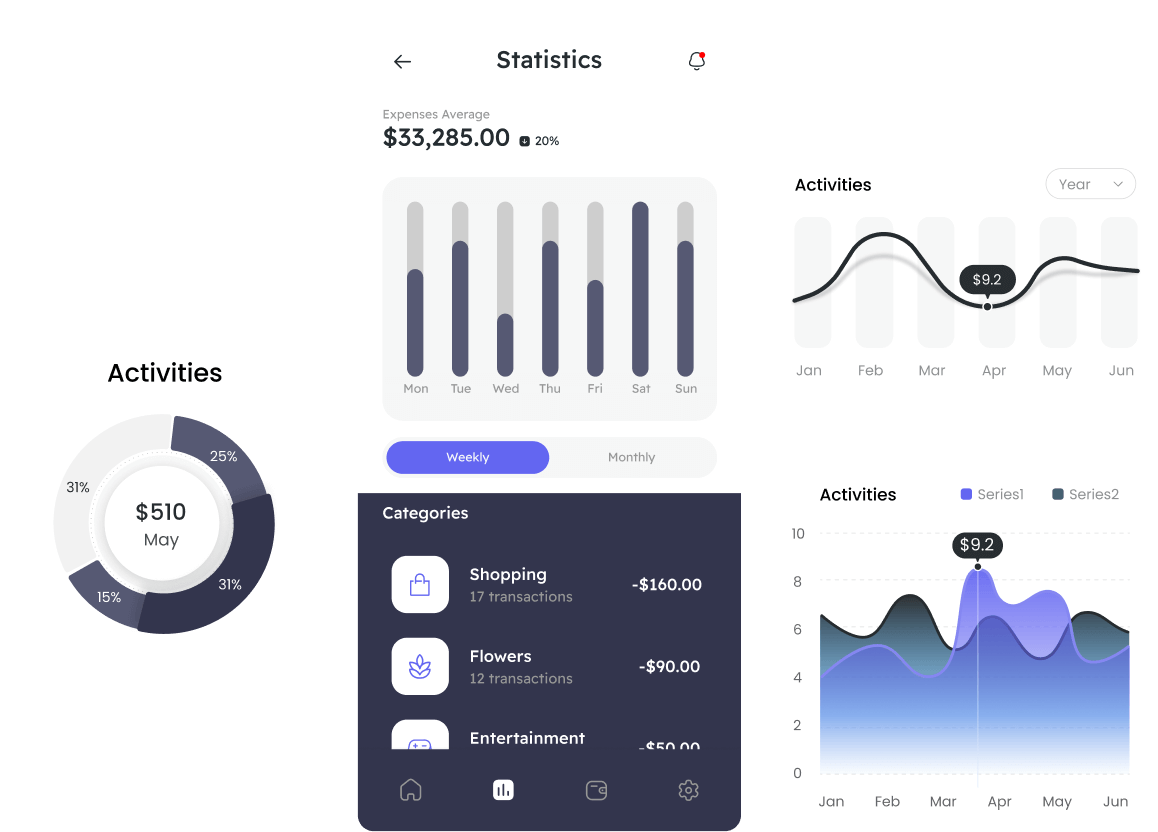 Activities
25%
31%
31%
15%
$510
May
Statistics
Expenses Average
$33,285.00 20%
Mon Tue Wed Thu Fri Sat Sun
Weekly Monthly
Categories
Shopping
17 transactions
-$160.00
Flowers
12 transactions
-$90.00
Entertainment
-$50.00
Activities
Year
$9.2
Jan Feb Mar Apr May Jun
Activities
Series1 Series2
$9.2
10
8
6
4
2
0
Jan Feb Mar Apr May Jun